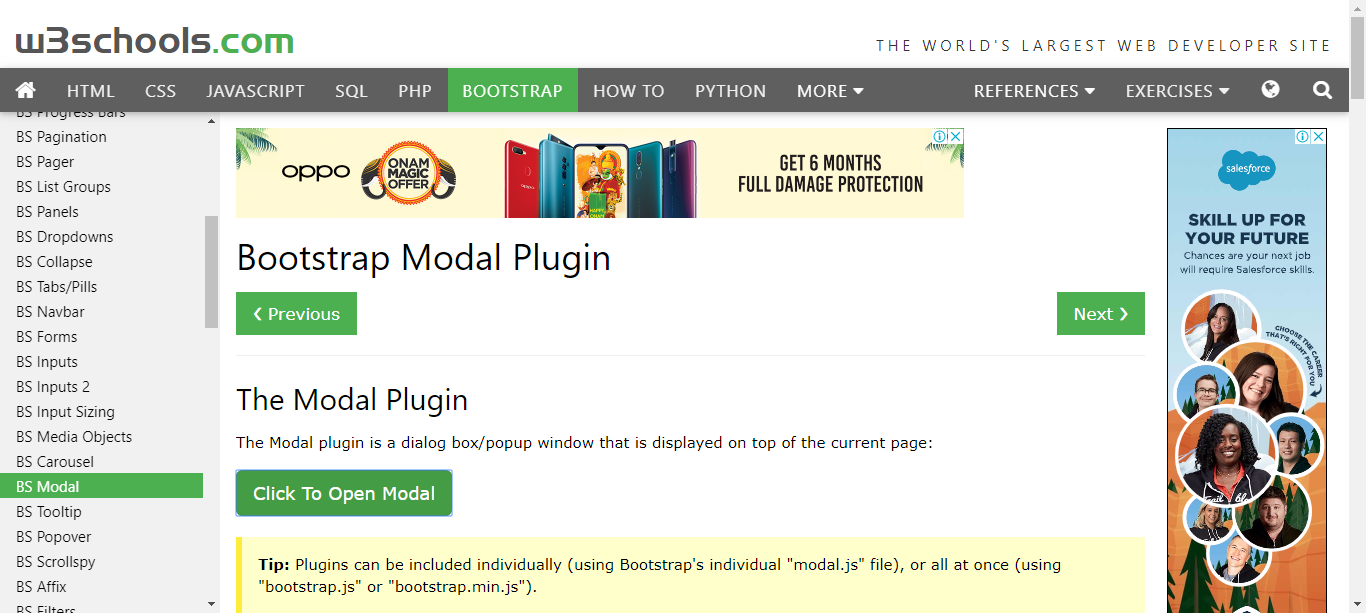 w3schools.com
THE WORLD'S LARGEST WEB DEVELOPER SITE
HTML CSS JAVASCRIPT SQL PHP BOOTSTRAP HOW TO PYTHON MORE REFERENCES EXERCISES
BS Progress Bars
BS Pagination
BS Pager
BS List Groups
BS Panels
BS Dropdowns
BS Collapse
BS Tabs/Pills
BS Navbar
BS Forms
BS Inputs
BS Inputs 2
BS Input Sizing
BS Media Objects
BS Carousel
BS Modal
BS Tooltip
BS Popover
BS Scrollspy
BS Affix
BS Filters
oppo
ONAM
MAGIC
OFFER
HAPPY
ONAM
GET 6 MONTHS
FULL DAMAGE PROTECTION
Bootstrap Modal Plugin
❮ Previous
Next ❯
The Modal Plugin
The Modal plugin is a dialog box/popup window that is displayed on top of the current page:
Click To Open Modal
Tip: Plugins can be included individually (using Bootstrap's individual "modal.js" file), or all at once (using
"bootstrap.js" or "bootstrap.min.js").
salesforce
SKILL UP FOR
YOUR FUTURE
Chances are your next job
will require Salesforce skills.
CHOOSE THE CAREER
THAT'S RIGHT FOR YOU